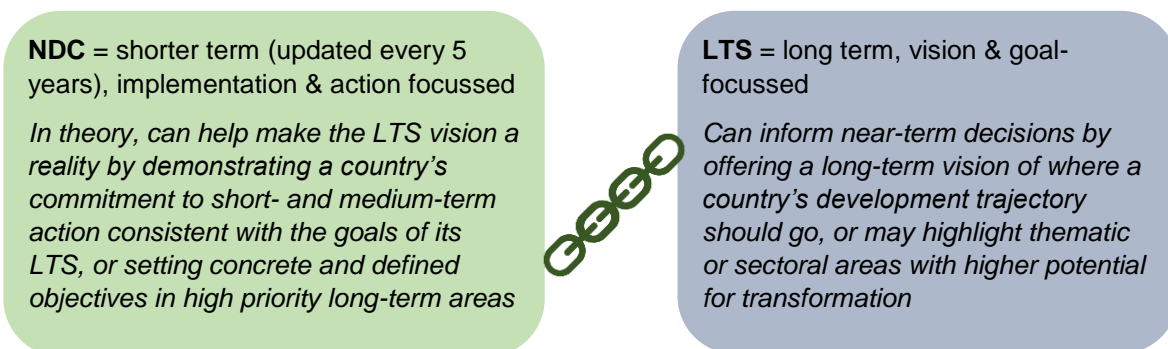 NDC = shorter term (updated every 5
years), implementation & action focussed
In theory, can help make the LTS vision a
reality by demonstrating a country's
commitment to short- and medium-term
action consistent with the goals of its
LTS, or setting concrete and defined
objectives in high priority long-term areas
LTS = long term, vision & goal-
focussed
Can inform near-term decisions by
offering a long-term vision of where a
country's development trajectory
should go, or may highlight thematic
or sectoral areas with higher potential
for transformation